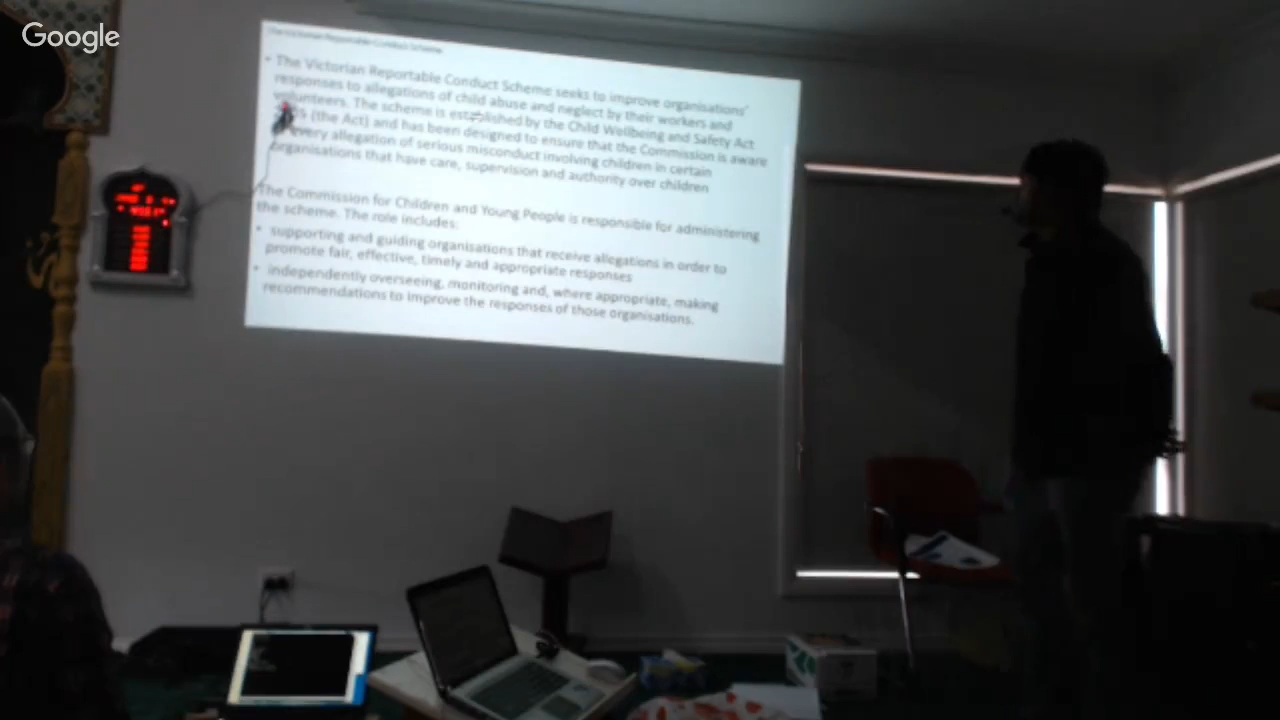 Google
The Victorian Reportable Conduct Scheme
• The Victorian Reportable Conduct Scheme seeks to improve organisations'
responses to allegations of child abuse and neglect by their workers and
volunteers. The scheme is established by the Child Wellbeing and Safety Act
(the Act) and has been designed to ensure that the Commission is aware
every allegation of serious misconduct involving children in certain
organisations that have care, supervision and authority over children
The Commission for Children and Young People is responsible for administering
the scheme. The role includes:
• supporting and guiding organisations that receive allegations in order to
promote fair, effective, timely and appropriate responses
• independently overseeing, monitoring and, where appropriate, making
recommendations to improve the responses of those organisations.